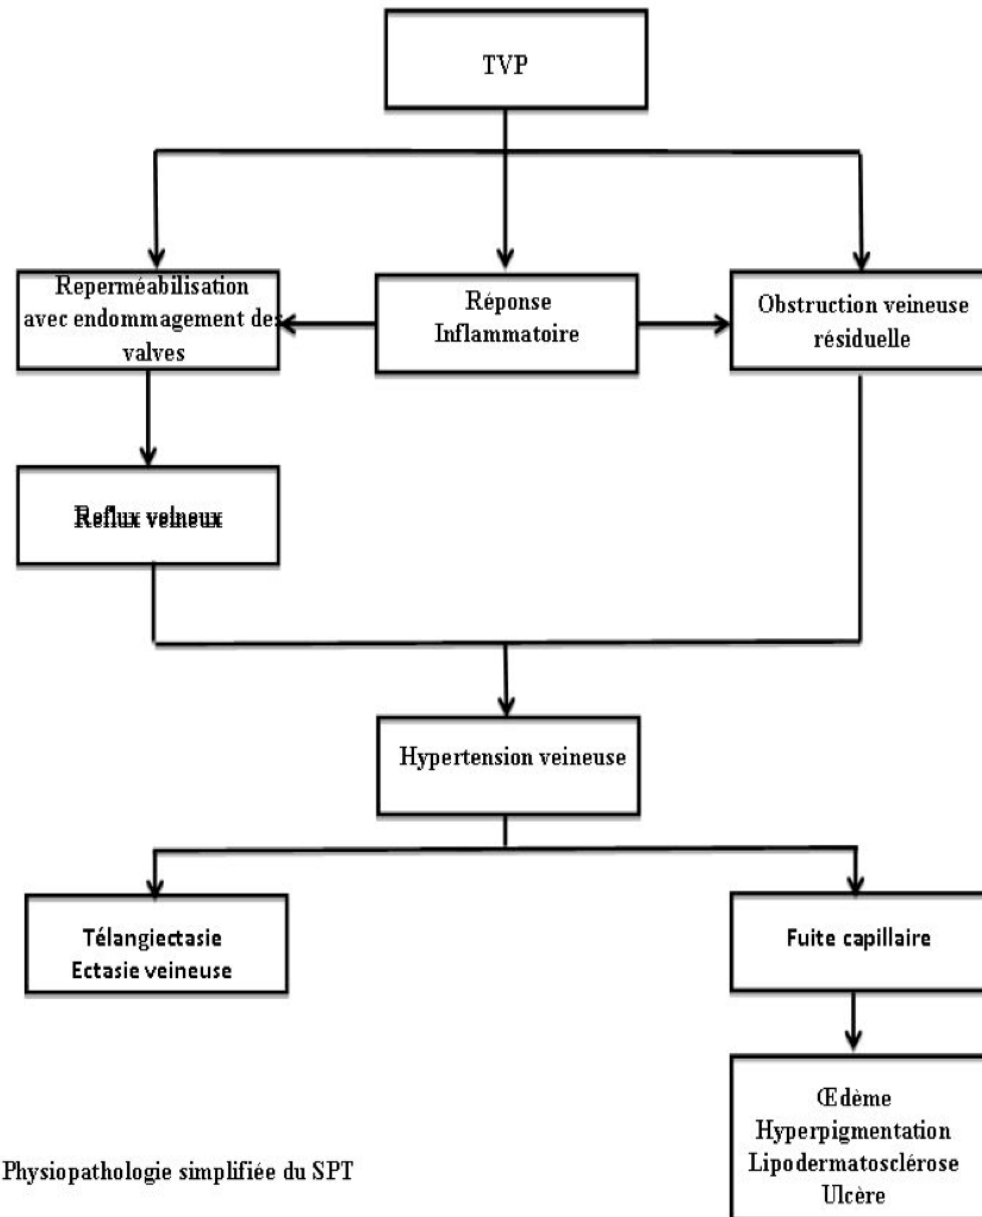 TVP
Reperméabilisation
avec endommagement des
valves
Réponse
Inflammatoire
Obstruction veineuse
résiduelle
Reflux veineux
Hypertension veineuse
Télangiectasie
Ectasie veineuse
Fuite capillaire
Œdème
Hyperpigmentation
Lipodermatosclérose
Ulcère
Physiopathologie simplifiée du SPT